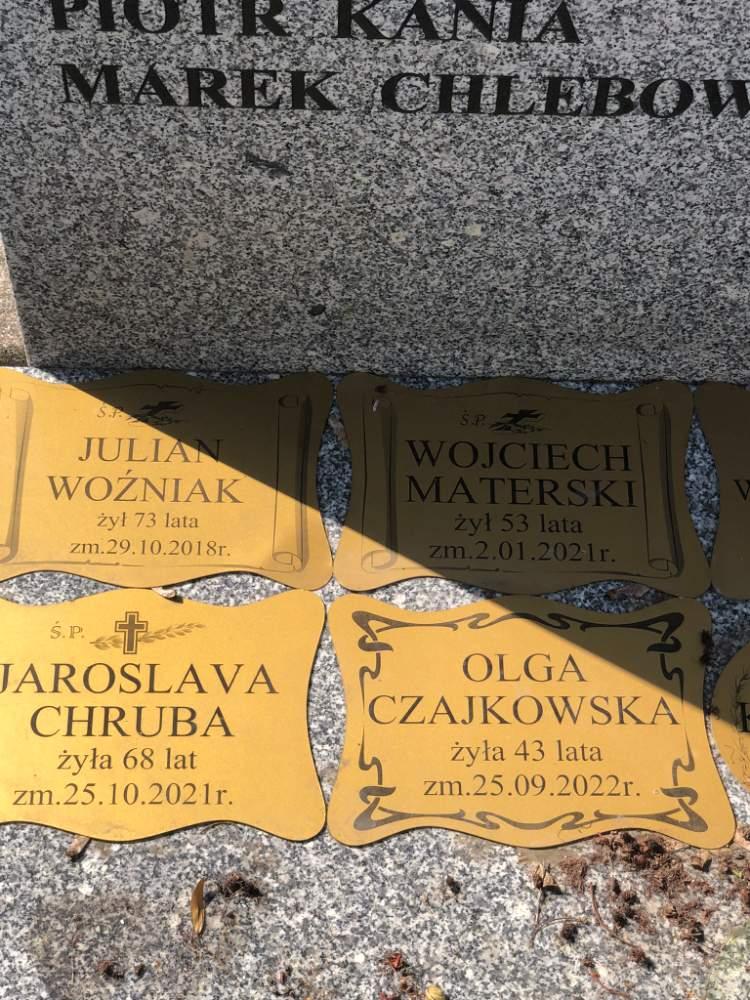 PIOTR KANIA
MAREK CHLEBOW
Ś.P.
JULIAN
WOŹNIAK
żył 73 lata
zm.29.10.2018r.
Ś.P.
WOJCIECH
MATERSKI
żył 53 lata
zm.2.01.2021r.
Ś.P.
JAROSLAVA
CHRUBA
żyła 68 lat
zm.25.10.2021r.
OLGA
CZAJKOWSKA
żyła 43 lata
zm.25.09.2022r.